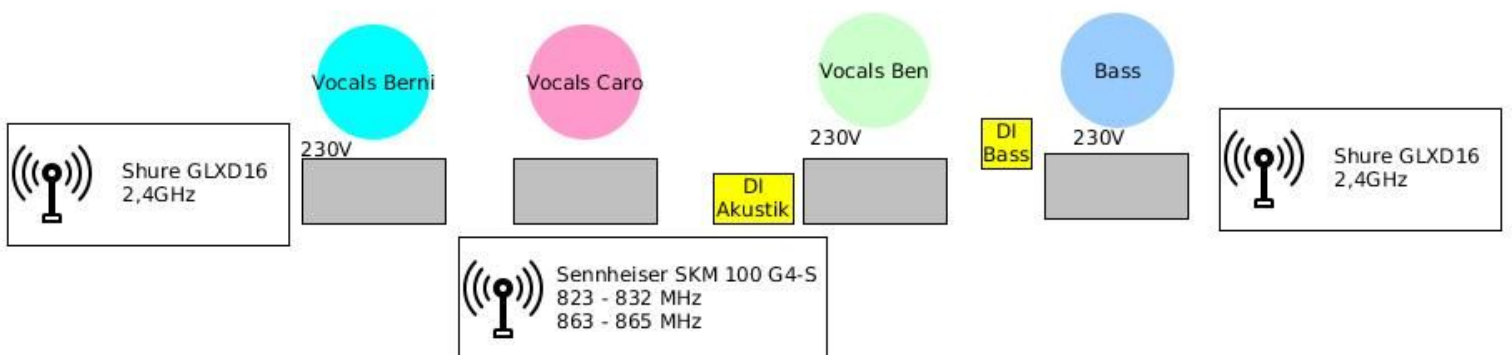 Vocals Berni
Vocals Caro
Vocals Ben
Bass
230V
230V
230V
DI
Bass
DI
Akustik
Shure GLXD16
2,4GHz
Shure GLXD16
2,4GHz
Sennheiser SKM 100 G4-S
823 - 832 MHz
863 - 865 MHz